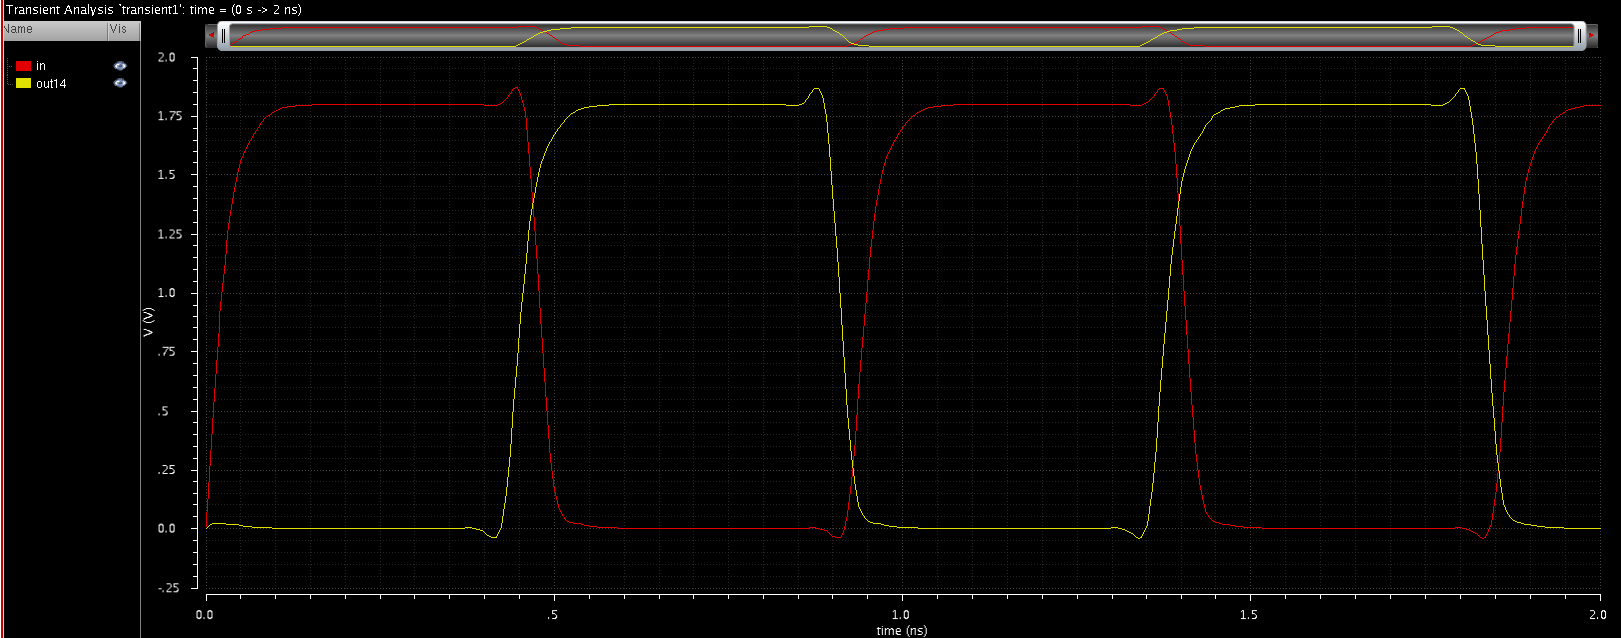 Transient Analysis `transient1': time = (0 s -> 2 ns)
Name Vis
in
out14
2.0
1.75
1.5
1.25
1.0
.75
.5
.25
0.0
-.25
V (V)
0.0 .5 1.0 1.5 2.0
time (ns)